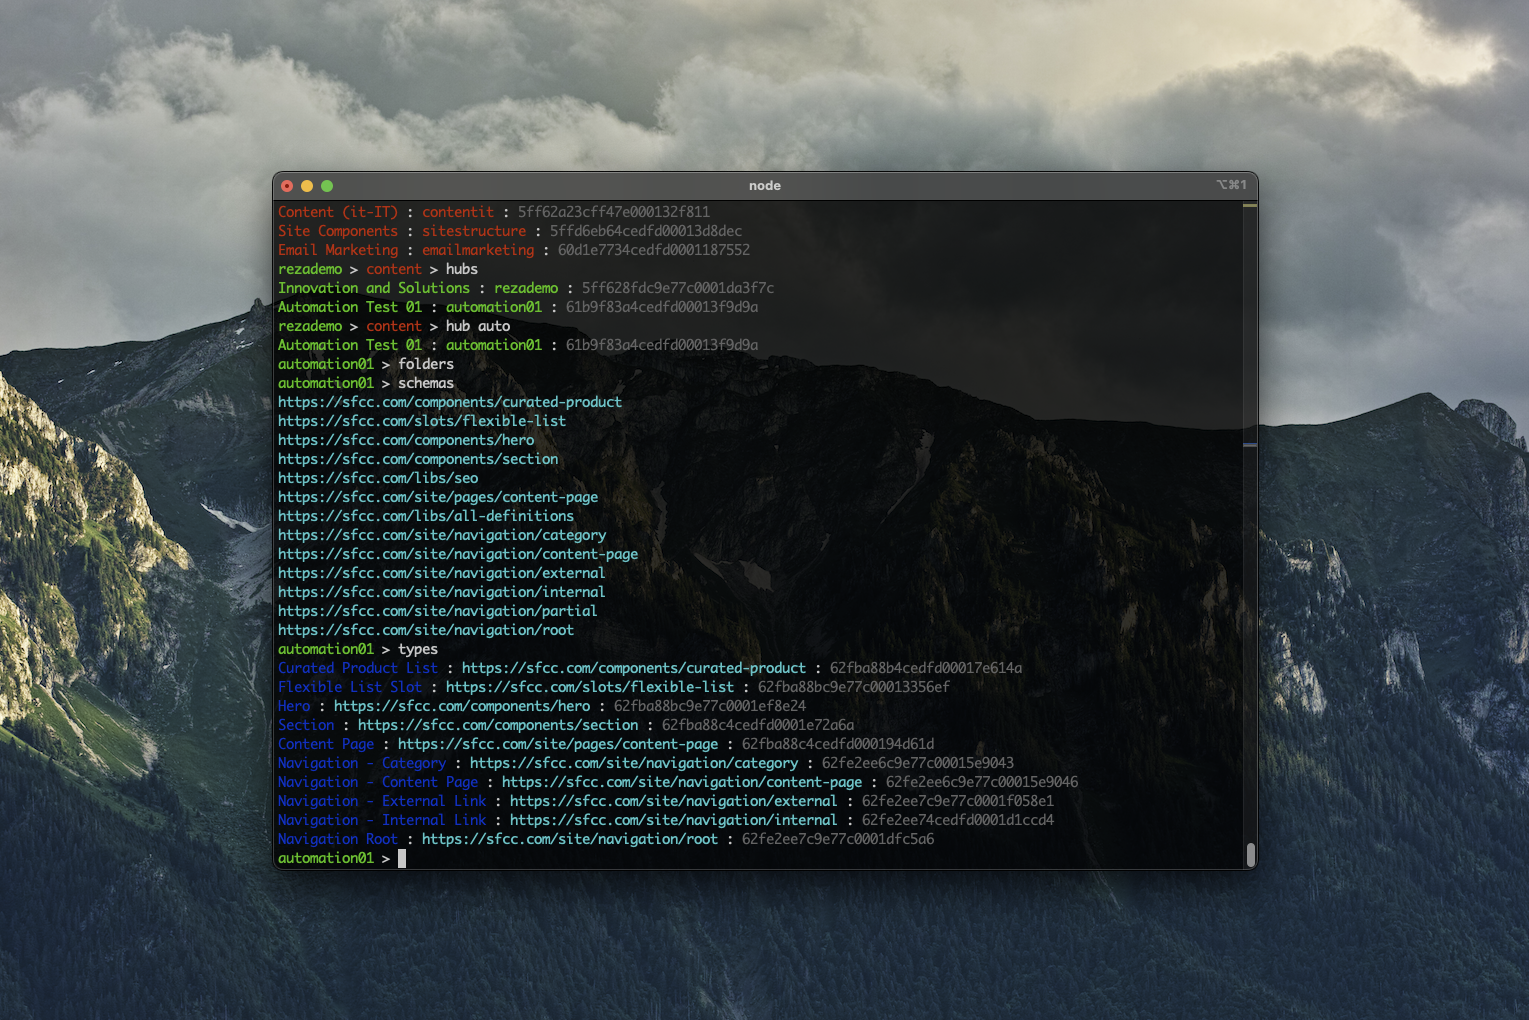 node
⌥⌘1
Content (it-IT) : contentit : 5ff62a23cff47e000132f811
Site Components : sitestructure : 5ffd6eb64cedfd00013d8dec
Email Marketing : emailmarketing : 60d1e7734cedfd0001187552
rezademo > content > hubs
Innovation and Solutions : rezademo : 5ff628fdc9e77c0001da3f7c
Automation Test 01 : automation01 : 61b9f83a4cedfd00013f9d9a
rezademo > content > hub auto
Automation Test 01 : automation01 : 61b9f83a4cedfd00013f9d9a
automation01 > folders
automation01 > schemas
https://sfcc.com/components/curated-product
https://sfcc.com/slots/flexible-list
https://sfcc.com/components/hero
https://sfcc.com/components/section
https://sfcc.com/libs/seo
https://sfcc.com/site/pages/content-page
https://sfcc.com/libs/all-definitions
https://sfcc.com/site/navigation/category
https://sfcc.com/site/navigation/content-page
https://sfcc.com/site/navigation/external
https://sfcc.com/site/navigation/internal
https://sfcc.com/site/navigation/partial
https://sfcc.com/site/navigation/root
automation01 > types
Curated Product List : https://sfcc.com/components/curated-product : 62fba88b4cedfd00017e614a
Flexible List Slot : https://sfcc.com/slots/flexible-list : 62fba88bc9e77c00013356ef
Hero : https://sfcc.com/components/hero : 62fba88bc9e77c0001ef8e24
Section : https://sfcc.com/components/section : 62fba88c4cedfd0001e72a6a
Content Page : https://sfcc.com/site/pages/content-page : 62fba88c4cedfd000194d61d
Navigation - Category : https://sfcc.com/site/navigation/category : 62fe2ee6c9e77c00015e9043
Navigation - Content Page : https://sfcc.com/site/navigation/content-page : 62fe2ee6c9e77c00015e9046
Navigation - External Link : https://sfcc.com/site/navigation/external : 62fe2ee7c9e77c0001f058e1
Navigation - Internal Link : https://sfcc.com/site/navigation/internal : 62fe2ee74cedfd0001d1ccd4
Navigation Root : https://sfcc.com/site/navigation/root : 62fe2ee7c9e77c0001dfc5a6
automation01 >